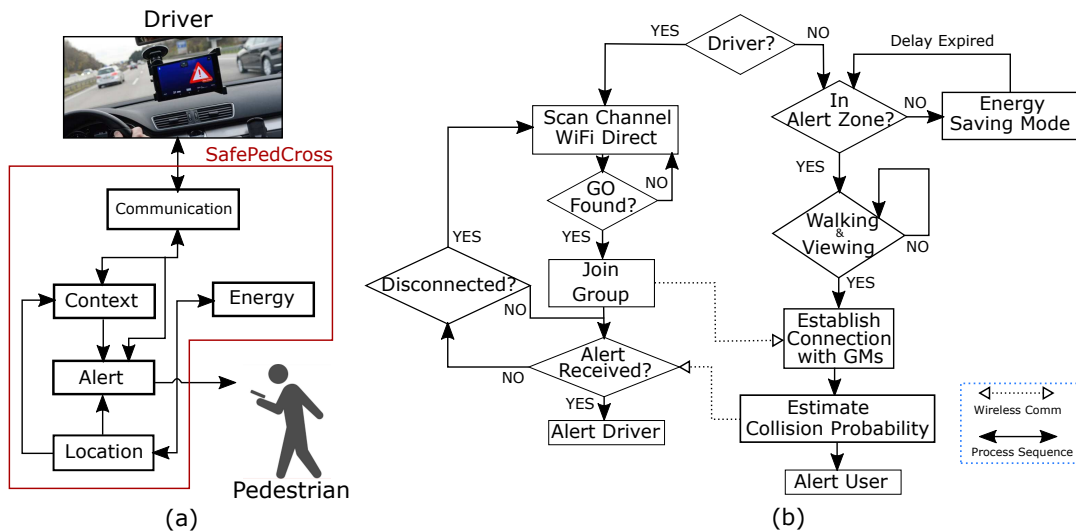 Driver
SafePedCross
Communication
Context
Energy
Alert
Location
Pedestrian
(a)
Driver?
YES
NO
Delay Expired
Scan Channel
WiFi Direct
In
Alert Zone?
NO
Energy
Saving Mode
YES
GO
Found?
NO
YES
Walking
&
Viewing
NO
YES
YES
Disconnected?
NO
Join
Group
Establish
Connection
with GMs
Alert
Received?
NO
YES
Alert Driver
Estimate
Collision Probability
Alert User
Wireless Comm
Process Sequence
(b)